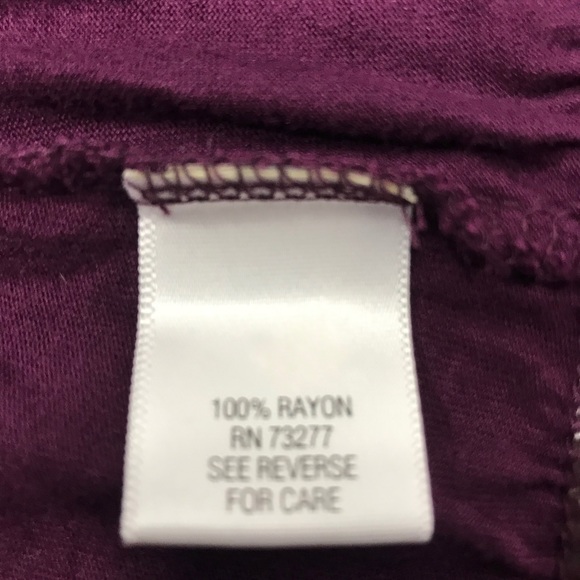 100% RAYON
RN 73277
SEE REVERSE
FOR CARE